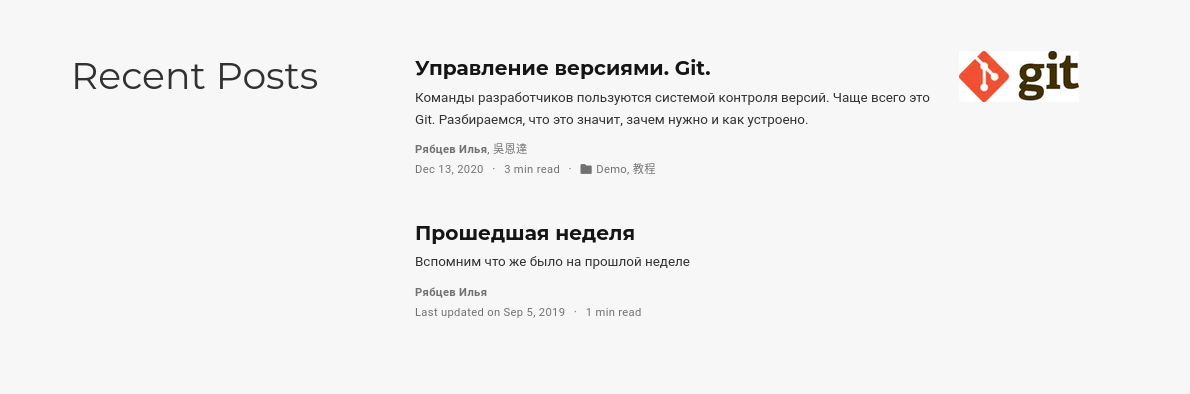 Recent Posts
Управление версиями. Git.
Команды разработчиков пользуются системой контроля версий. Чаще всего это
Git. Разбираемся, что это значит, зачем нужно и как устроено.
Рябцев Илья, 吳恩達
Dec 13, 2020 · 3 min read · Demo, 教程
git
Прошедшая неделя
Вспомним что же было на прошлой неделе
Рябцев Илья
Last updated on Sep 5, 2019 · 1 min read